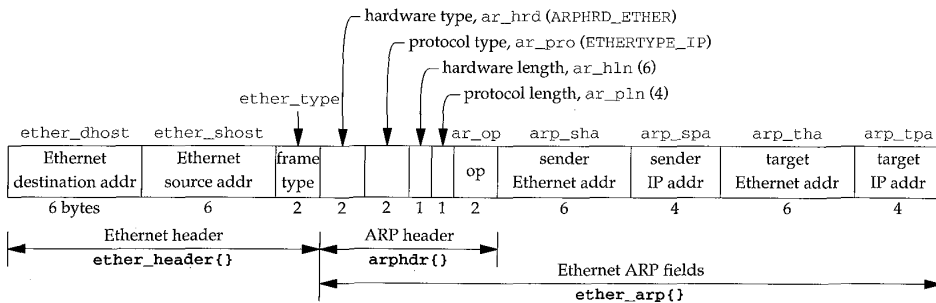 hardware type, ar_hrd (ARPHRD_ETHER)
protocol type, ar_pro (ETHERTYPE_IP)
hardware length, ar_hln (6)
protocol length, ar_pln (4)
ether_type
ether_dhost ether_shost ar_op arp_sha arp_spa arp_tha arp_tpa
Ethernet Ethernet frame sender sender target target
destination addr source addr type op Ethernet addr IP addr Ethernet addr IP addr
6 bytes 6 2 2 2 1 1 2 6 4 6 4
Ethernet header ARP header
ether_header{} arphdr{}
Ethernet ARP fields
ether_arp{}